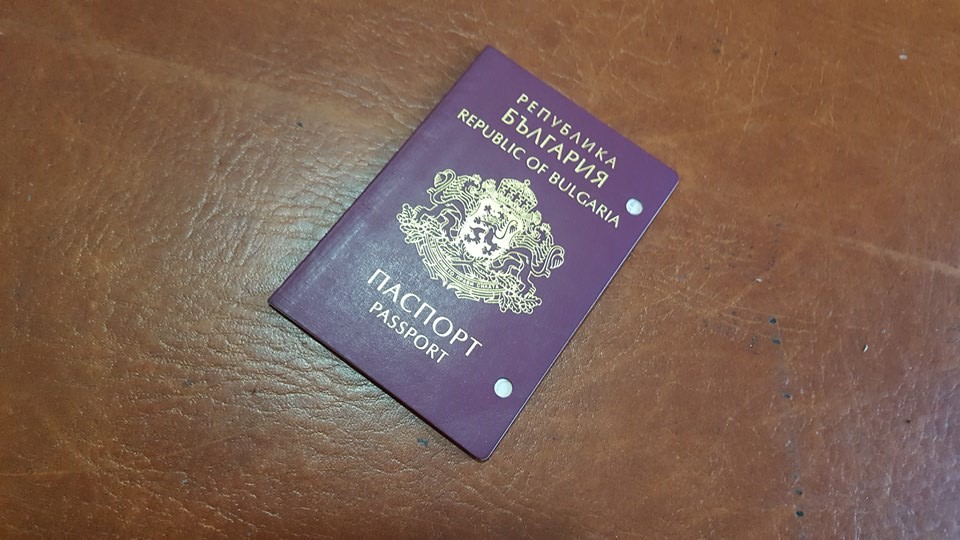 РЕПУБЛИКА
БЪЛГАРИЯ
REPUBLIC OF BULGARIA
ПАСПОРТ
PASSPORT